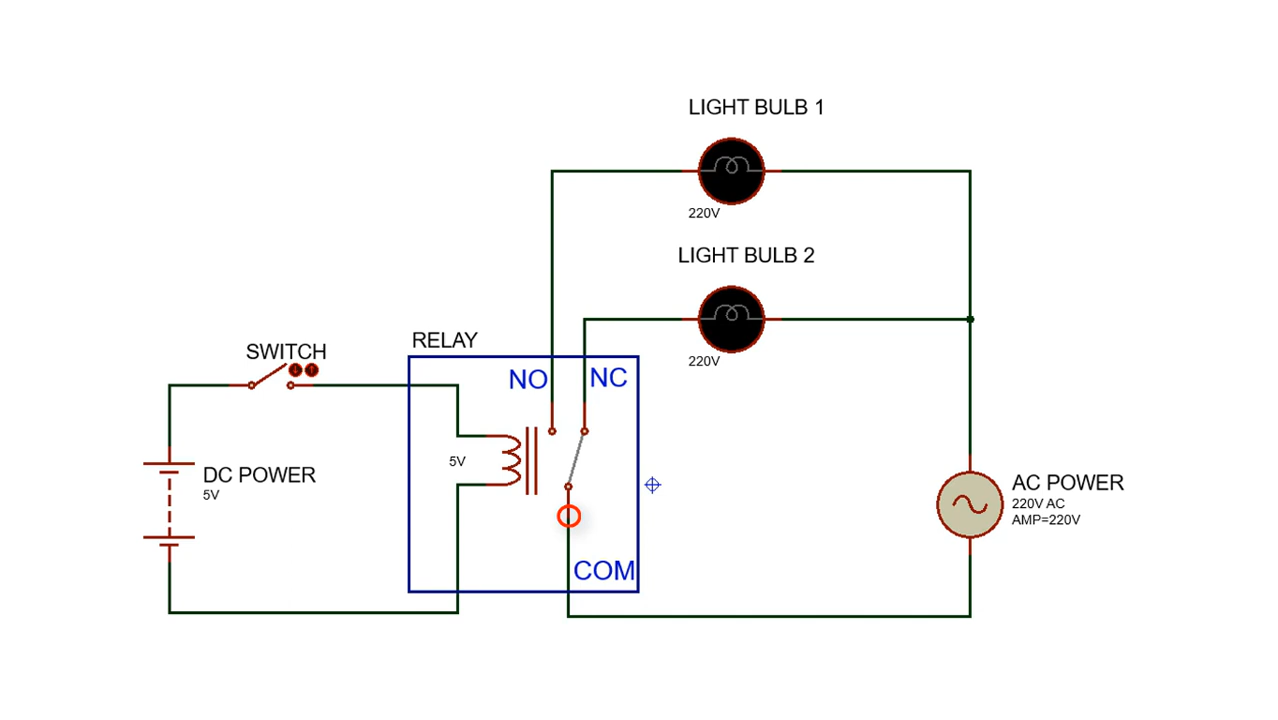 LIGHT BULB 1
220V
LIGHT BULB 2
220V
RELAY
SWITCH
NO
NC
5V
DC POWER
5V
AC POWER
220V AC
AMP=220V
COM